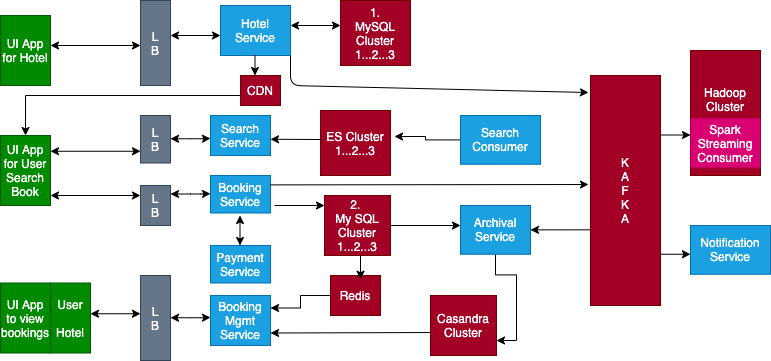 UI App
for Hotel
L
B
Hotel
Service
1.
MySQL
Cluster
1...2...3
CDN
UI App
for User
Search
Book
L
B
Search
Service
ES Cluster
1...2...3
Search
Consumer
L
B
Booking
Service
Payment
Service
2.
My SQL
Cluster
1...2...3
Archival
Service
K
A
F
K
A
Hadoop
Cluster
Spark
Streaming
Consumer
Notification
Service
UI App
to view
bookings
User
Hotel
L
B
Booking
Mgmt
Service
Redis
Casandra
Cluster